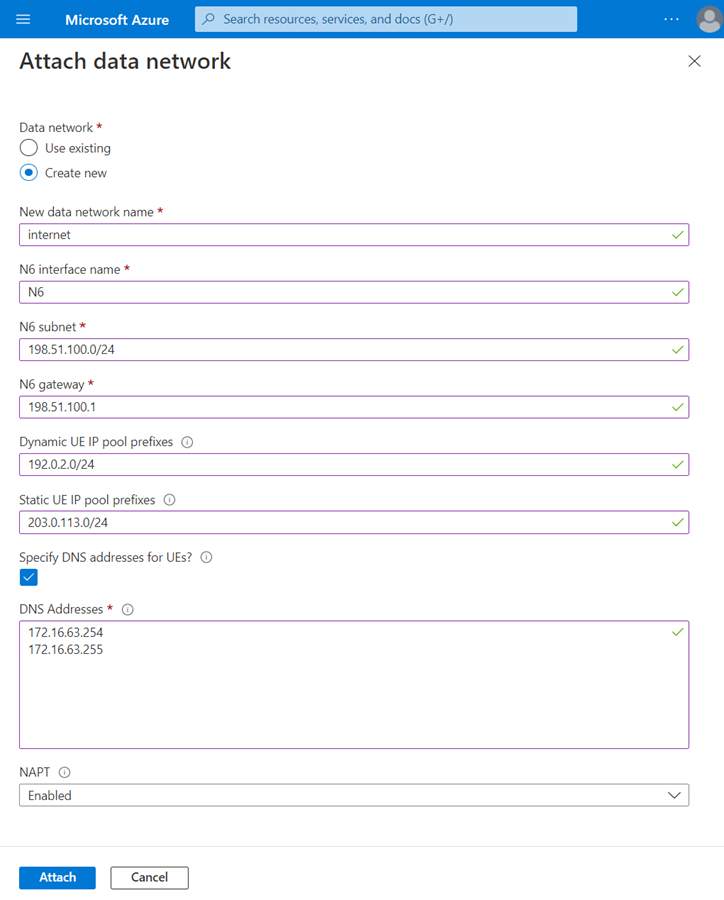 Microsoft Azure
Search resources, services, and docs (G+/)
...
Attach data network
Data network *
Use existing
Create new
New data network name *
internet
N6 interface name *
N6
N6 subnet *
198.51.100.0/24
N6 gateway *
198.51.100.1
Dynamic UE IP pool prefixes
192.0.2.0/24
Static UE IP pool prefixes
203.0.113.0/24
Specify DNS addresses for UEs?
DNS Addresses *
172.16.63.254
172.16.63.255
NAPT
Enabled
Attach
Cancel